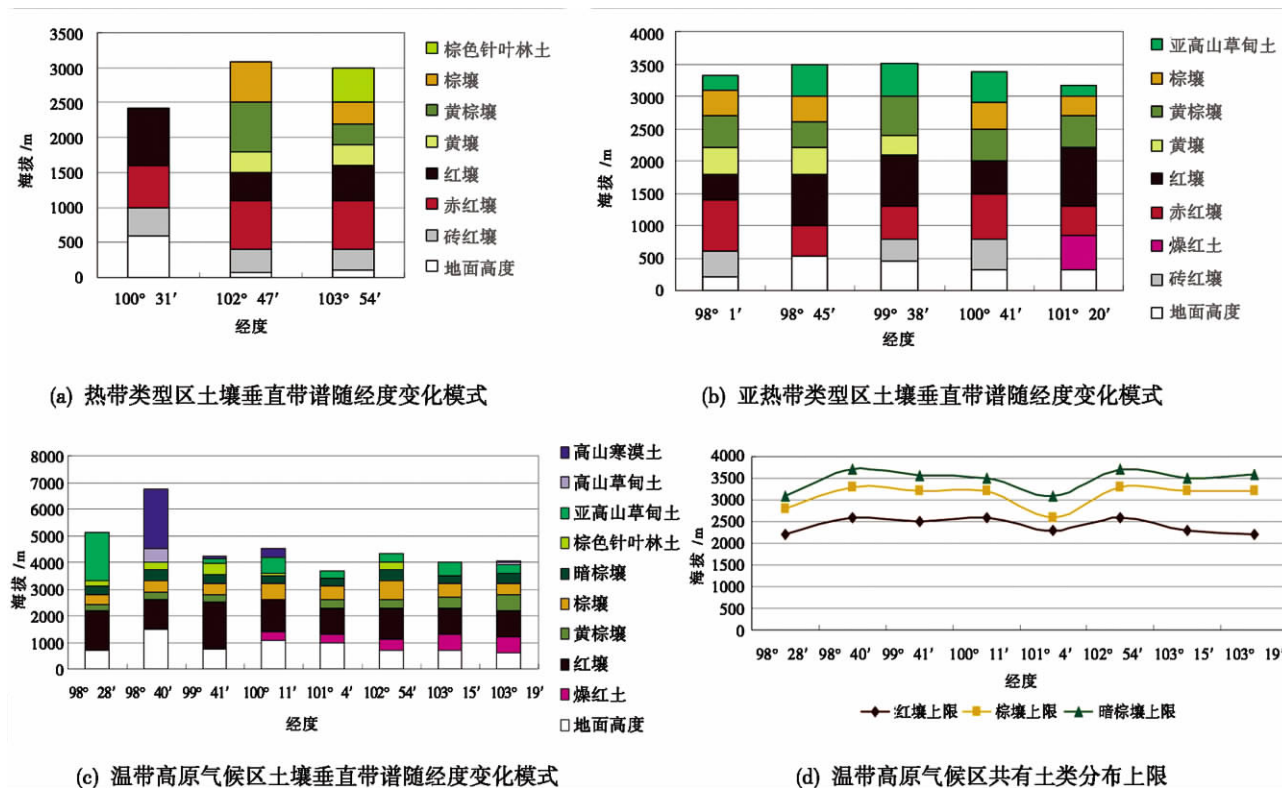 3500
3000
2500
2000
1500
1000
500
0
海拔 /m
100° 31′ 102° 47′ 103° 54′
经度
棕色针叶林土
棕壤
黄棕壤
黄壤
红壤
赤红壤
砖红壤
地面高度
(a) 热带类型区土壤垂直带谱随经度变化模式
4000
3500
3000
2500
2000
1500
1000
500
0
海拔 /m
98° 1′ 98° 45′ 99° 38′ 100° 41′ 101° 20′
经度
亚高山草甸土
棕壤
黄棕壤
黄壤
红壤
赤红壤
燥红土
砖红壤
地面高度
(b) 亚热带类型区土壤垂直带谱随经度变化模式
8000
7000
6000
5000
4000
3000
2000
1000
0
海拔 /m
98° 98° 99° 100° 101° 102° 103° 103°
28′ 40′ 41′ 11′ 4′ 54′ 15′ 19′
经度
高山寒漠土
高山草甸土
亚高山草甸土
棕色针叶林土
暗棕壤
棕壤
黄棕壤
红壤
燥红土
地面高度
(c) 温带高原气候区土壤垂直带谱随经度变化模式
4000
3500
3000
2500
2000
1500
1000
500
0
海拔 /m
98° 98° 99° 100° 101° 102° 103° 103°
28′ 40′ 41′ 11′ 4′ 54′ 15′ 19′
经度
红壤上限 棕壤上限 暗棕壤上限
(d) 温带高原气候区共有土类分布上限